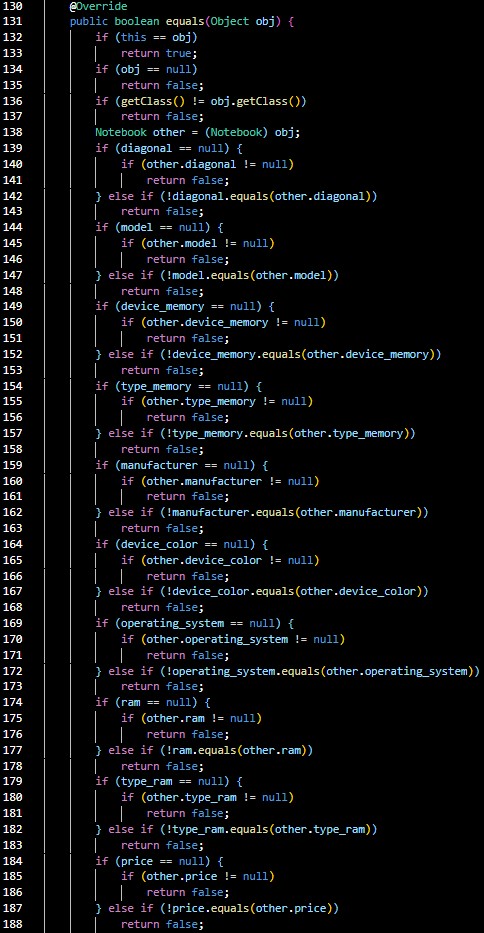 130 @Override
131 public boolean equals(Object obj) {
132 if (this == obj)
133 return true;
134 if (obj == null)
135 return false;
136 if (getClass() != obj.getClass())
137 return false;
138 Notebook other = (Notebook) obj;
139 if (diagonal == null) {
140 if (other.diagonal != null)
141 return false;
142 } else if (!diagonal.equals(other.diagonal))
143 return false;
144 if (model == null) {
145 if (other.model != null)
146 return false;
147 } else if (!model.equals(other.model))
148 return false;
149 if (device_memory == null) {
150 if (other.device_memory != null)
151 return false;
152 } else if (!device_memory.equals(other.device_memory))
153 return false;
154 if (type_memory == null) {
155 if (other.type_memory != null)
156 return false;
157 } else if (!type_memory.equals(other.type_memory))
158 return false;
159 if (manufacturer == null) {
160 if (other.manufacturer != null)
161 return false;
162 } else if (!manufacturer.equals(other.manufacturer))
163 return false;
164 if (device_color == null) {
165 if (other.device_color != null)
166 return false;
167 } else if (!device_color.equals(other.device_color))
168 return false;
169 if (operating_system == null) {
170 if (other.operating_system != null)
171 return false;
172 } else if (!operating_system.equals(other.operating_system))
173 return false;
174 if (ram == null) {
175 if (other.ram != null)
176 return false;
177 } else if (!ram.equals(other.ram))
178 return false;
179 if (type_ram == null) {
180 if (other.type_ram != null)
181 return false;
182 } else if (!type_ram.equals(other.type_ram))
183 return false;
184 if (price == null) {
185 if (other.price != null)
186 return false;
187 } else if (!price.equals(other.price))
188 return false;